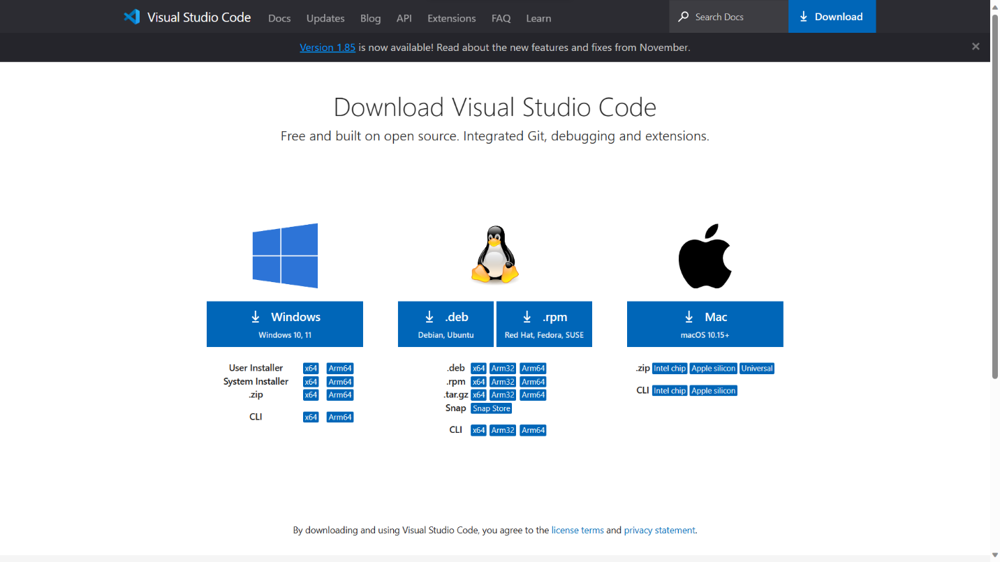 Visual Studio Code Docs Updates Blog API Extensions FAQ Learn Search Docs Download
Version 1.85 is now available! Read about the new features and fixes from November.
Download Visual Studio Code
Free and built on open source. Integrated Git, debugging and extensions.
Windows
Windows 10, 11
User Installer x64 Arm64
System Installer x64 Arm64
.zip x64 Arm64
CLI x64 Arm64
.deb
Debian, Ubuntu
.rpm
Red Hat, Fedora, SUSE
.deb x64 Arm32 Arm64
.rpm x64 Arm32 Arm64
.tar.gz x64 Arm32 Arm64
Snap Snap Store
CLI x64 Arm32 Arm64
Mac
macOS 10.15+
.zip Intel chip Apple silicon Universal
CLI Intel chip Apple silicon
By downloading and using Visual Studio Code, you agree to the license terms and privacy statement.